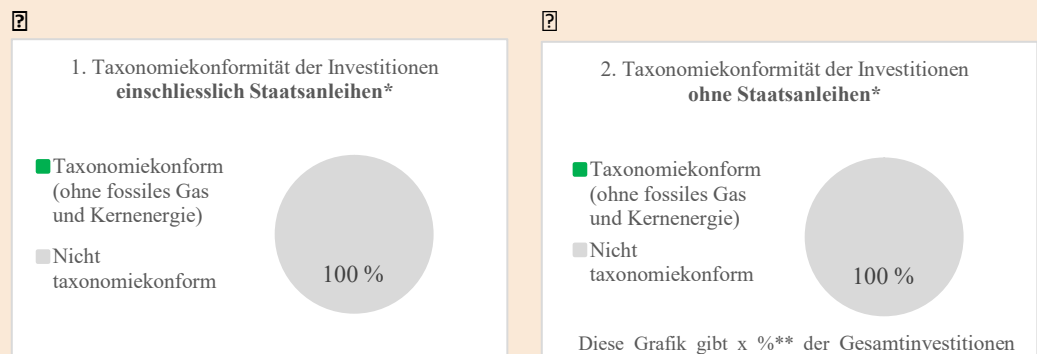 1. Taxonomiekonformität der Investitionen
einschliesslich Staatsanleihen*
Taxonomiekonform
(ohne fossiles Gas
und Kernenergie)
Nicht
taxonomiekonform
100 %
2. Taxonomiekonformität der Investitionen
ohne Staatsanleihen*
Taxonomiekonform
(ohne fossiles Gas
und Kernenergie)
Nicht
taxonomiekonform
100 %
Diese Grafik gibt x %** der Gesamtinvestitionen